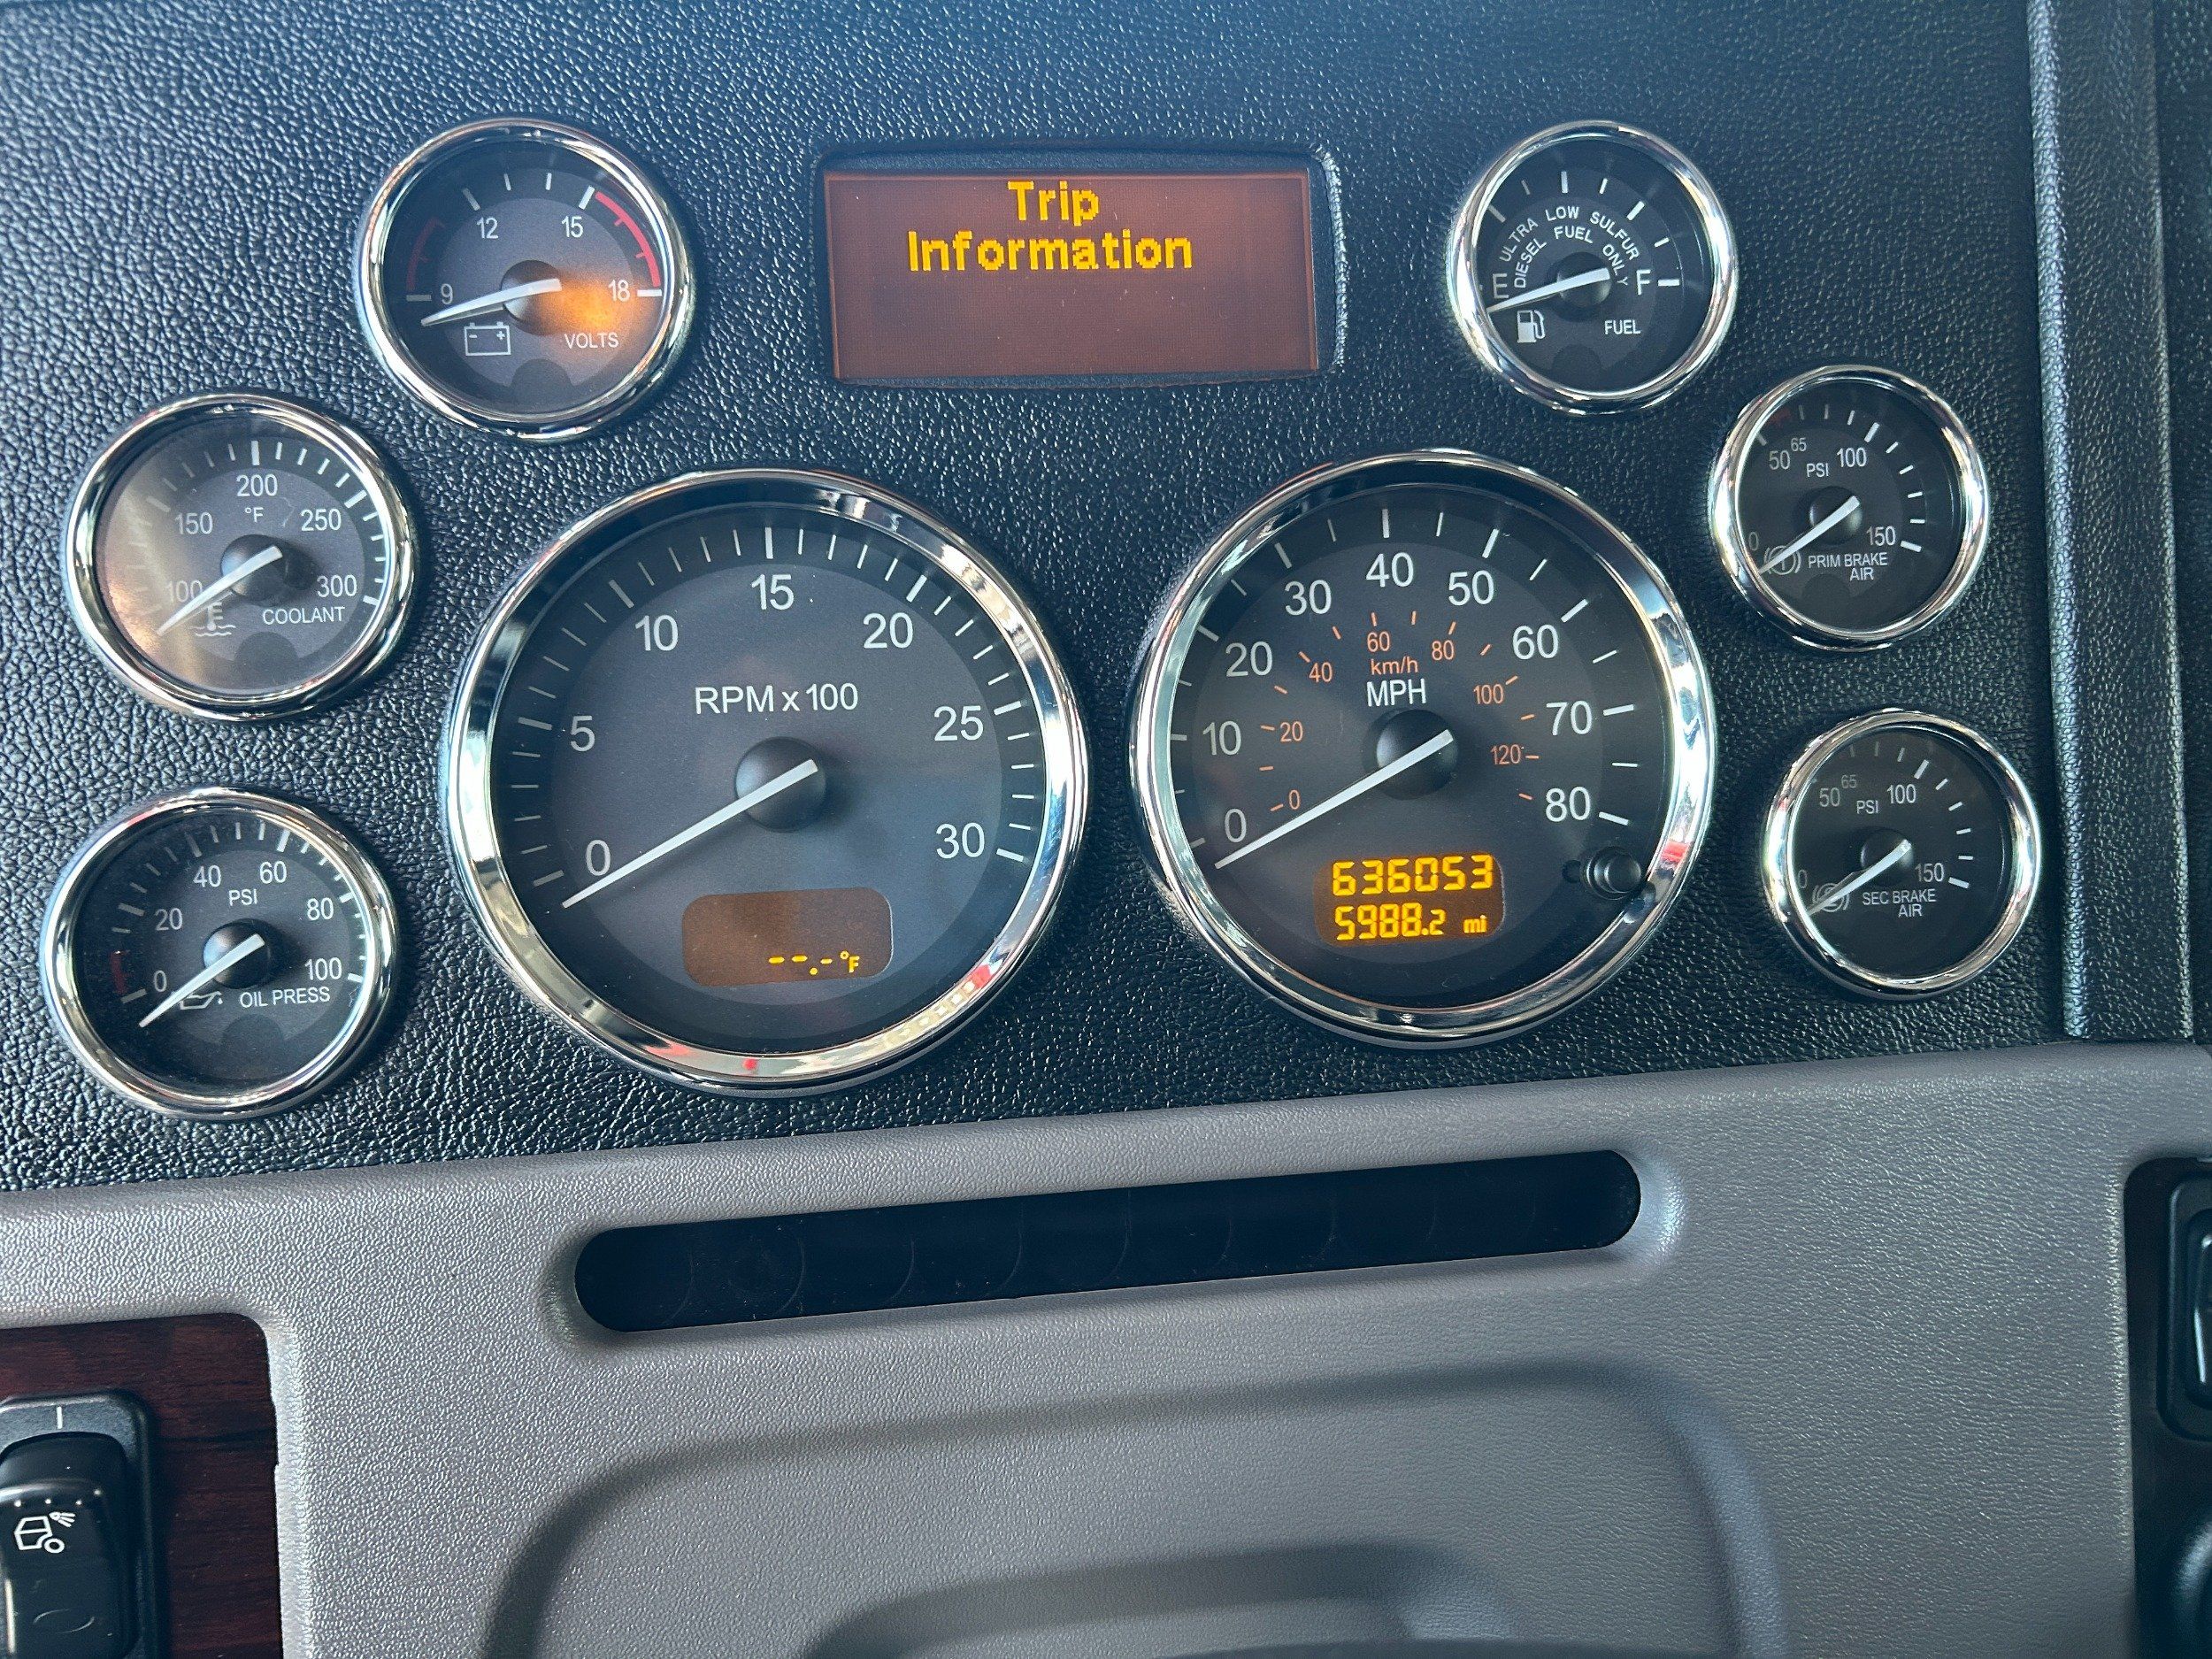 Trip
Information
12
15
9
18
VOLTS
ULTRA LOW SULFUR
DIESEL FUEL ONLY
E
F
FUEL
200
°F
150
250
100
300
COOLANT
50
65
100
PSI
0
150
PRIM BRAKE
AIR
15
10
20
RPM x 100
5
25
0
30
--.-°F
40
30
50
20
60
10
70
0
80
60
km/h
40
80
MPH
100
20
120
0
636053
5988.2 mi
40
60
PSI
20
80
0
100
OIL PRESS
50
65
100
PSI
0
150
SEC BRAKE
AIR